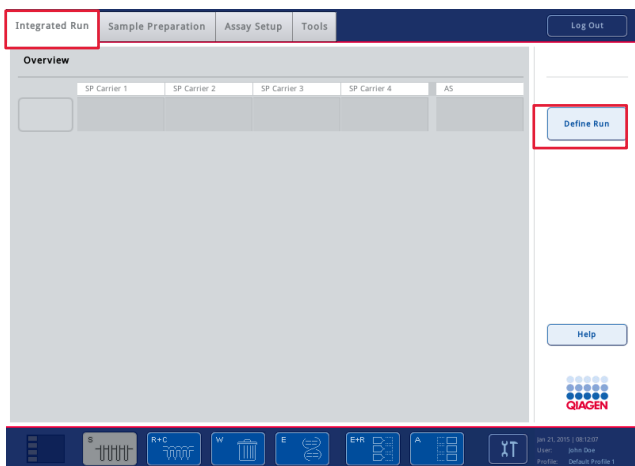 Integrated Run Sample Preparation Assay Setup Tools Log Out
Overview
SP Carrier 1 SP Carrier 2 SP Carrier 3 SP Carrier 4 AS
Define Run
Help
QIAGEN
S R+C W E E+R A
Jan 21, 2015 | 08:12:07
User: John Doe
Profile: Default Profile 1